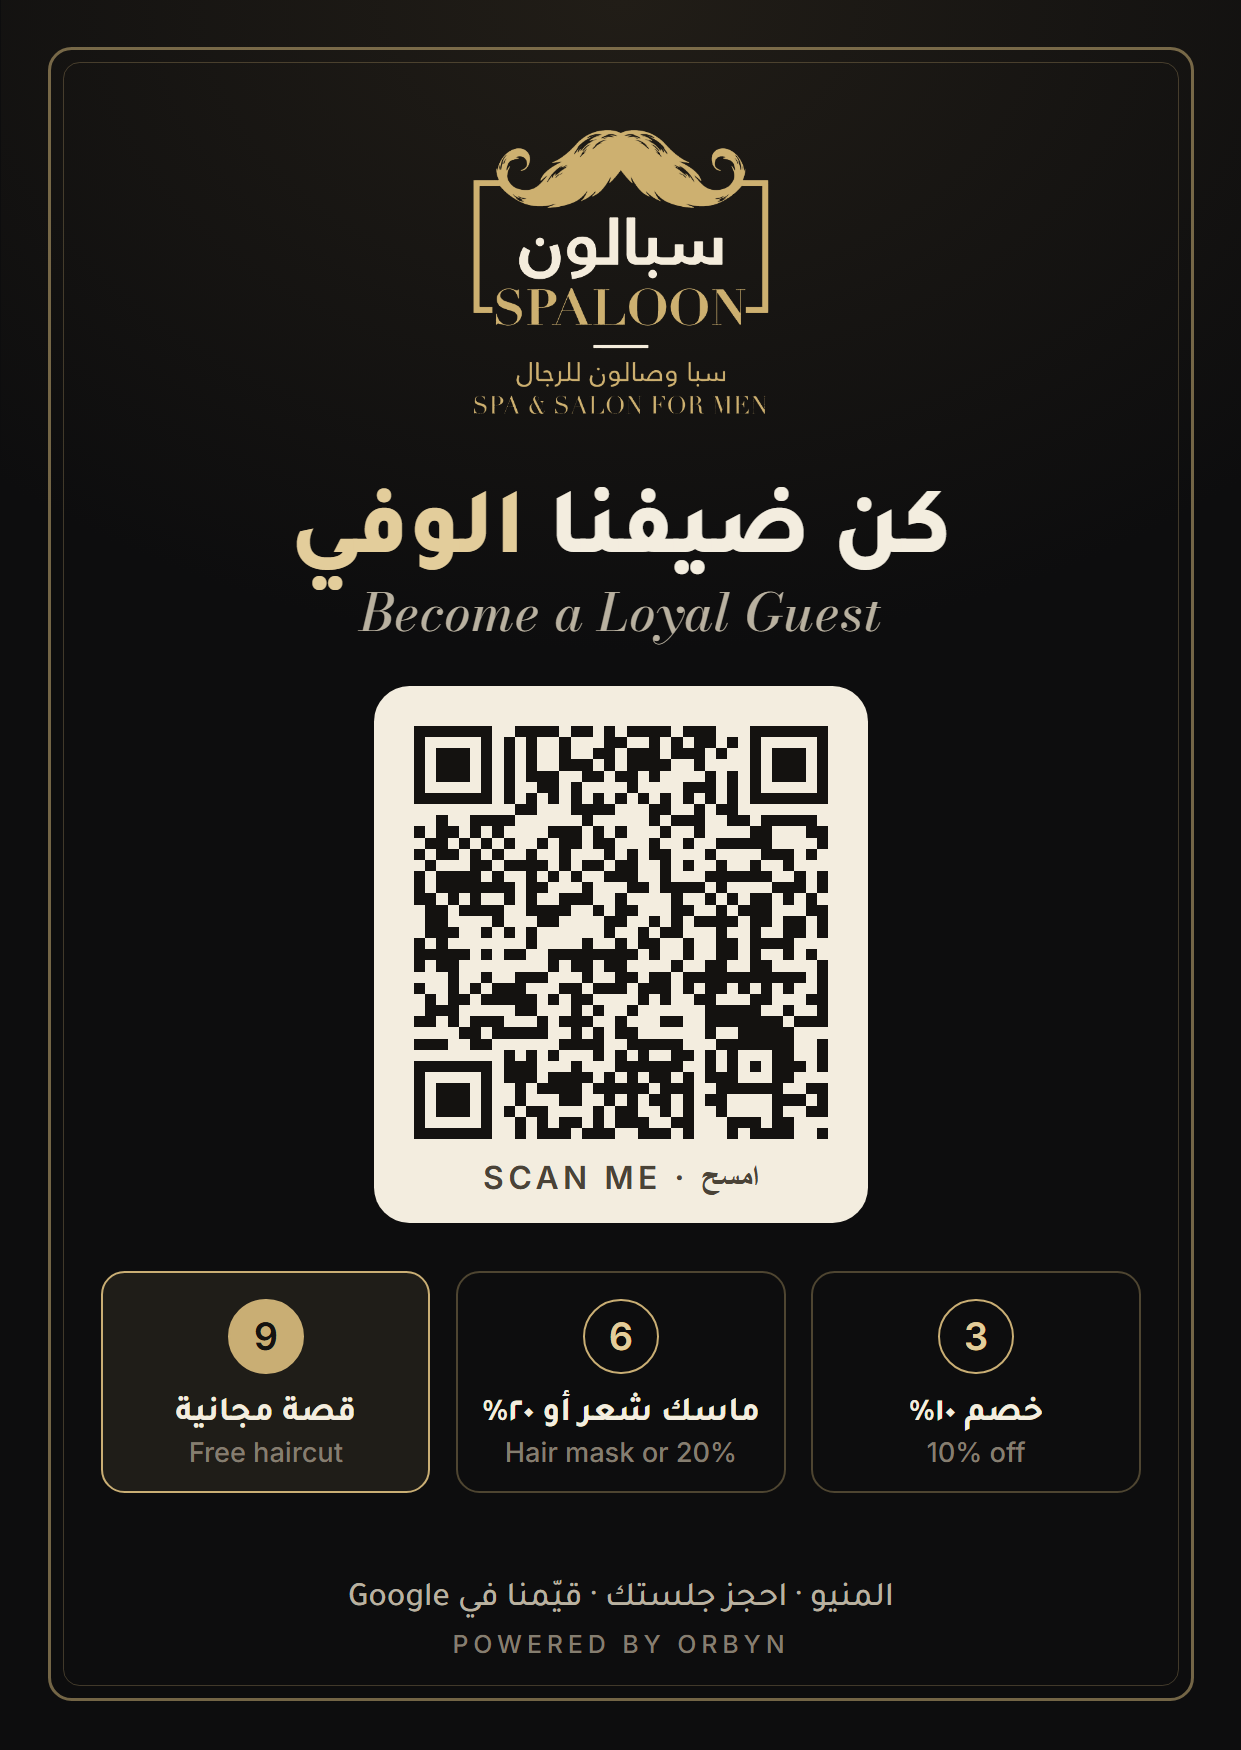 سبالون
SPALOON
سبا وصالون للرجال
SPA & SALON FOR MEN
كن ضيفنا الوفي
Become a Loyal Guest
SCAN ME · امسح
3
خصم ١٠%
10% off
6
ماسك شعر أو ٢٠%
Hair mask or 20%
9
قصة مجانية
Free haircut
المنيو · احجز جلستك · قيّمنا في Google
POWERED BY ORBYN